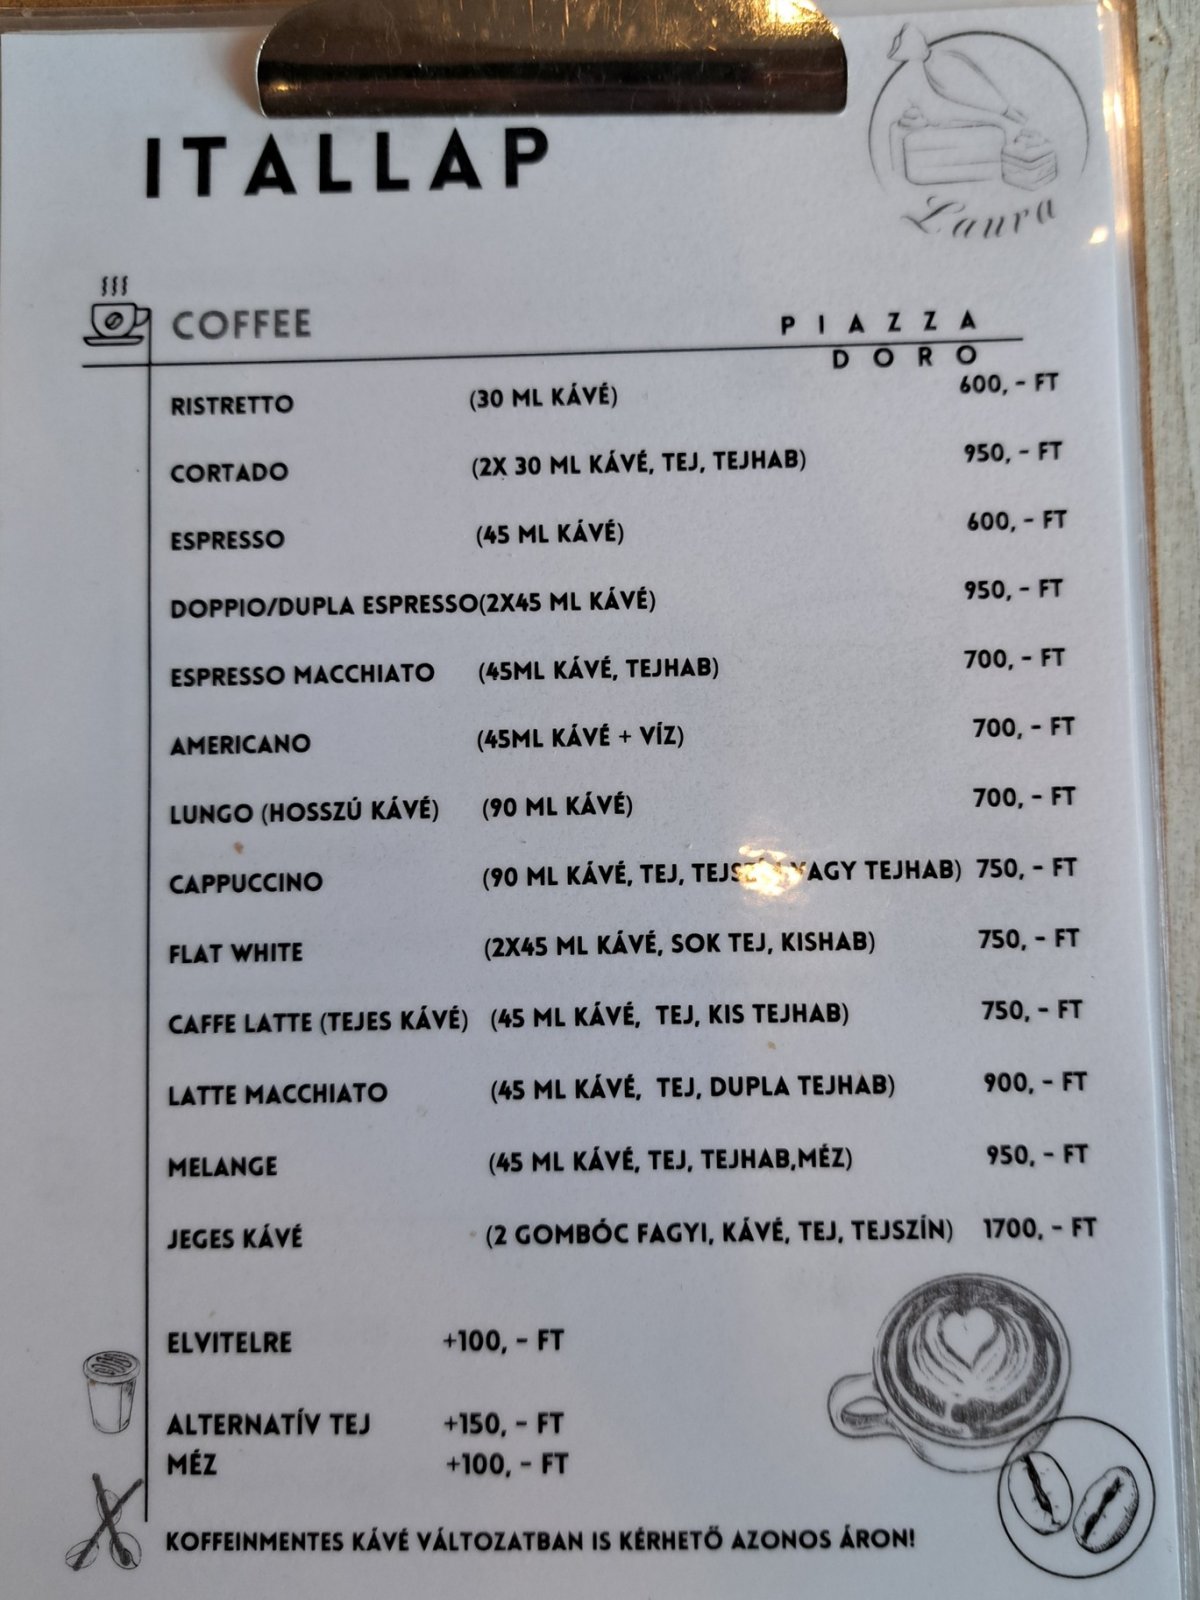 ITALLAP
Laura
COFFEE
PIAZZA
DORO
RISTRETTO (30 ML KÁVÉ) 600,- FT
CORTADO (2X 30 ML KÁVÉ, TEJ, TEJHAB) 950,- FT
ESPRESSO (45 ML KÁVÉ) 600,- FT
DOPPIO/DUPLA ESPRESSO(2X45 ML KÁVÉ) 950,- FT
ESPRESSO MACCHIATO (45ML KÁVÉ, TEJHAB) 700,- FT
AMERICANO (45ML KÁVÉ + VÍZ) 700,- FT
LUNGO (HOSSZÚ KÁVÉ) (90 ML KÁVÉ) 700,- FT
CAPPUCCINO (90 ML KÁVÉ, TEJ, VAGY TEJHAB) 750,- FT
FLAT WHITE (2X45 ML KÁVÉ, SOK TEJ, KISHAB) 750,- FT
CAFFE LATTE (TEJES KÁVÉ) (45 ML KÁVÉ, TEJ, KIS TEJHAB) 750,- FT
LATTE MACCHIATO (45 ML KÁVÉ, TEJ, DUPLA TEJHAB) 900,- FT
MELANGE (45 ML KÁVÉ, TEJ, TEJHAB,MÉZ) 950,- FT
JEGES KÁVÉ (2 GOMBÓC FAGYI, KÁVÉ, TEJ, TEJSZÍN) 1700,- FT
ELVITELRE +100,- FT
ALTERNATÍV TEJ +150,- FT
MÉZ +100,- FT
KOFFEINMENTES KÁVÉ VÁLTOZATBAN IS KÉRHETŐ AZONOS ÁRON!